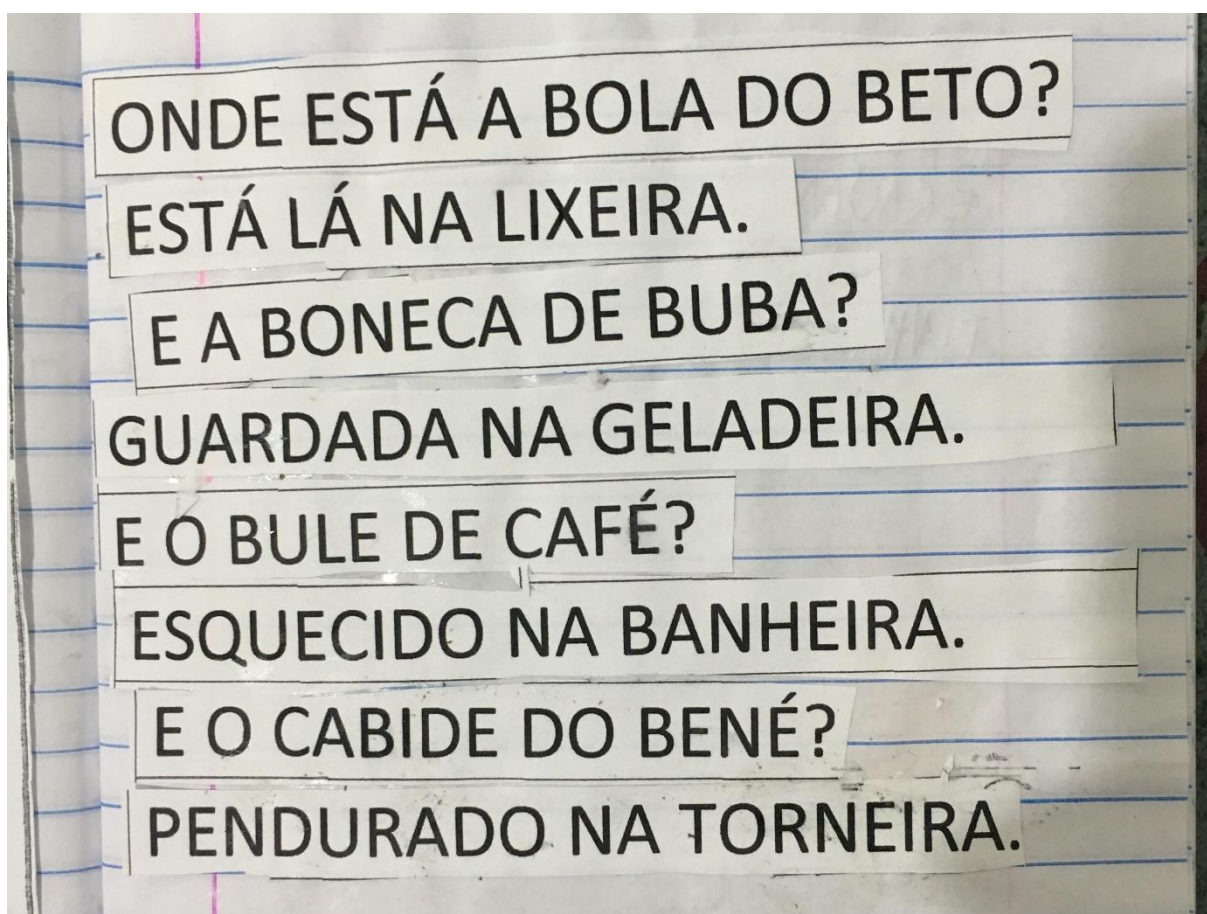 ONDE ESTÁ A BOLA DO BETO?
ESTÁ LÁ NA LIXEIRA.
E A BONECA DE BUBA?
GUARDADA NA GELADEIRA.
E O BULE DE CAFÉ?
ESQUECIDO NA BANHEIRA.
E O CABIDE DO BENÉ?
PENDURADO NA TORNEIRA.